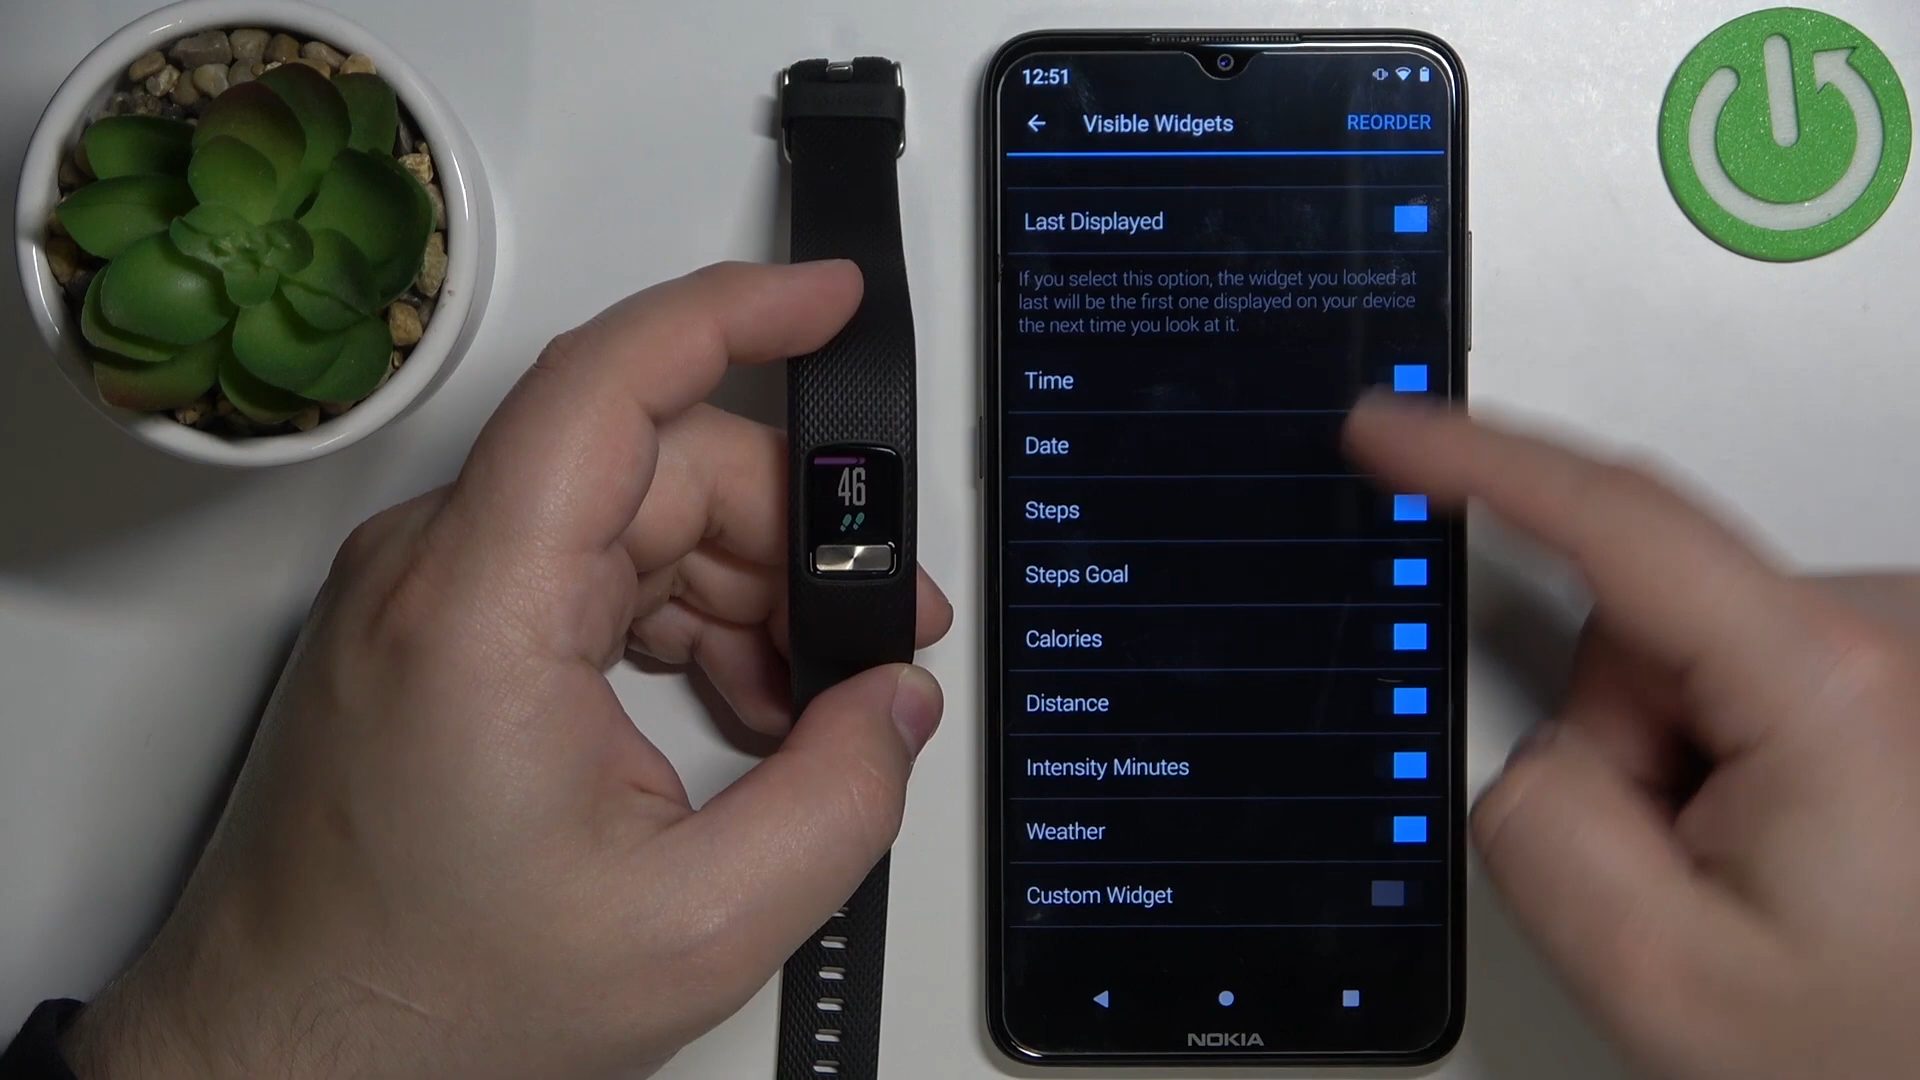 12:51
Visible Widgets
REORDER
Last Displayed
If you select this option, the widget you looked at
last will be the first one displayed on your device
the next time you look at it.
Time
Date
Steps
Steps Goal
Calories
Distance
Intensity Minutes
Weather
Custom Widget
NOKIA
46